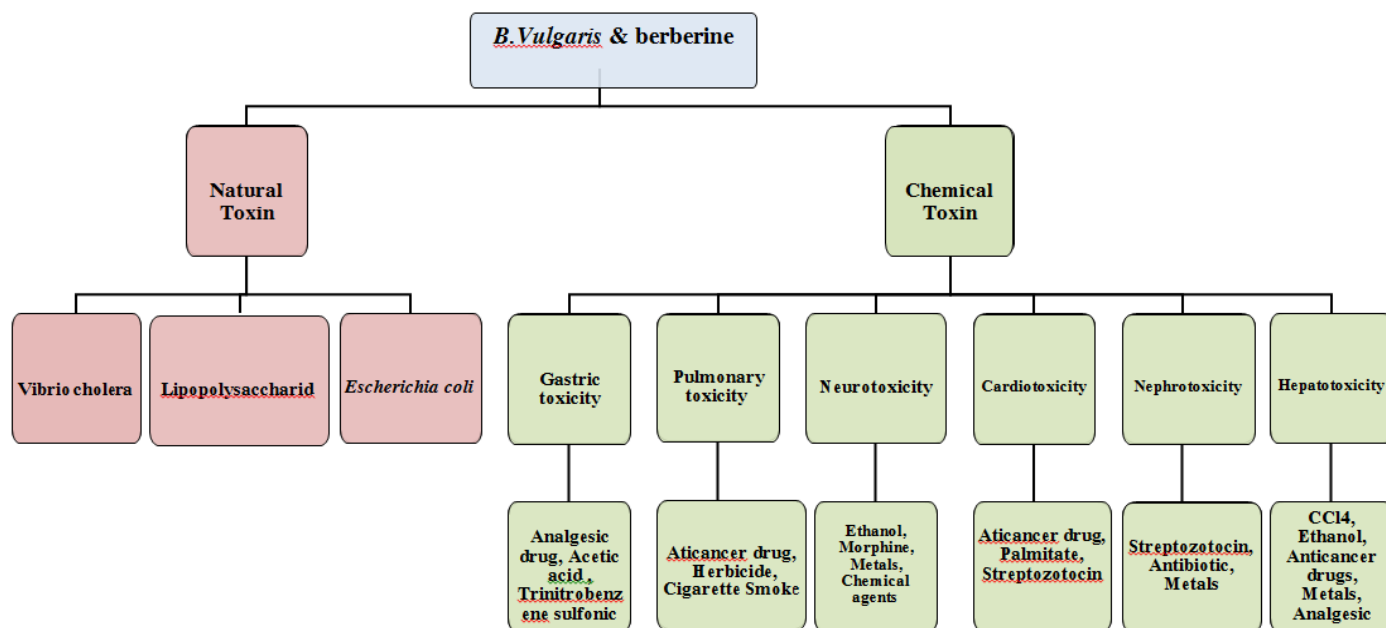 B.Vulgaris & berberine
Natural
Toxin
Chemical
Toxin
Vibrio cholera
Lipopolysaccharid
Escherichia coli
Gastric
toxicity
Pulmonary
toxicity
Neurotoxicity
Cardiotoxicity
Nephrotoxicity
Hepatotoxicity
Analgesic
drug, Acetic
acid ,
Trinitrobenz
ene sulfonic
Aticancer drug,
Herbicide,
Cigarette Smoke
Ethanol,
Morphine,
Metals,
Chemical
agents
Aticancer drug,
Palmitate,
Streptozotocin
Streptozotocin,
Antibiotic,
Metals
CCl4,
Ethanol,
Anticancer
drugs,
Metals,
Analgesic